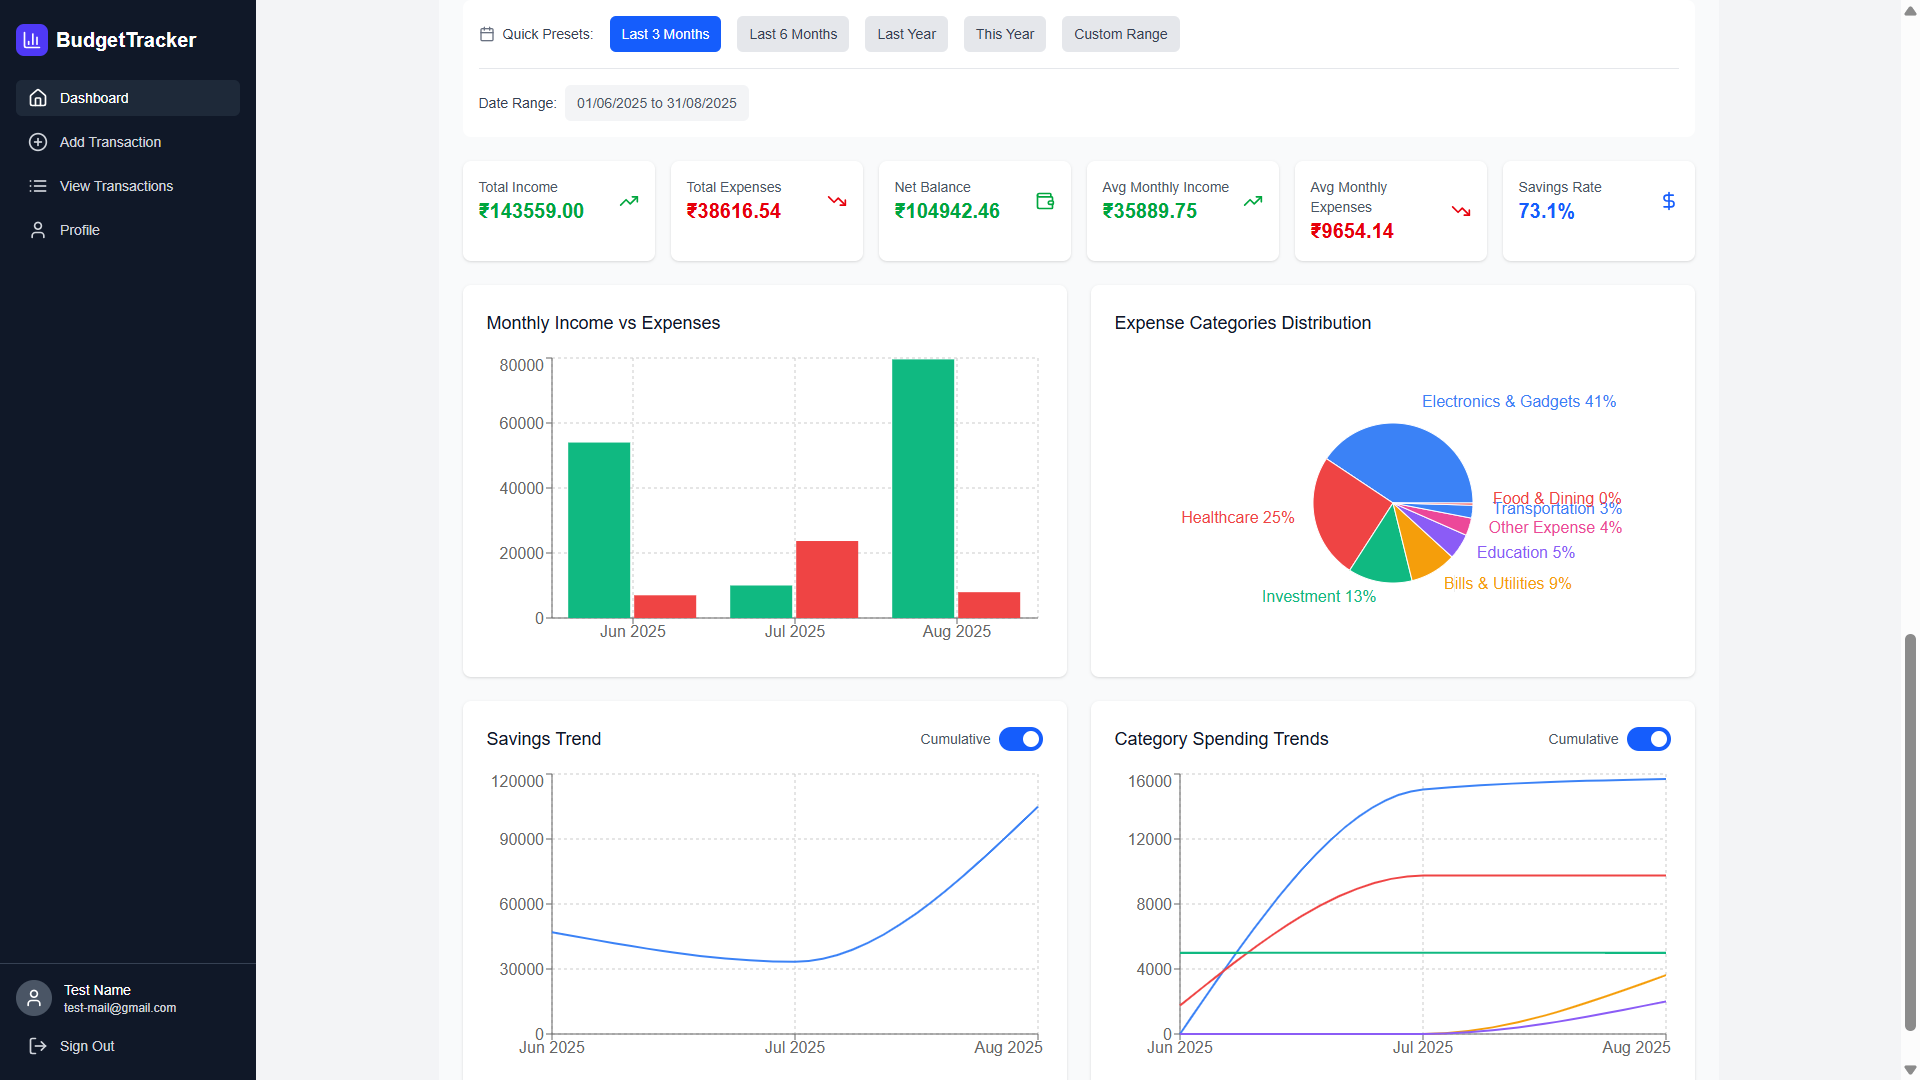 BudgetTracker
Dashboard
Add Transaction
View Transactions
Profile
Test Name
test-mail@gmail.com
Sign Out
Quick Presets:
Last 3 Months
Last 6 Months
Last Year
This Year
Custom Range
Date Range:
01/06/2025 to 31/08/2025
Total Income
₹143559.00
Total Expenses
₹38616.54
Net Balance
₹104942.46
Avg Monthly Income
₹35889.75
Avg Monthly
Expenses
₹9654.14
Savings Rate
73.1%
Monthly Income vs Expenses
80000
60000
40000
20000
0
Jun 2025
Jul 2025
Aug 2025
Expense Categories Distribution
Electronics & Gadgets 41%
Food & Dining 0%
Transportation 3%
Healthcare 25%
Other Expense 4%
Education 5%
Bills & Utilities 9%
Investment 13%
Savings Trend
Cumulative
120000
90000
60000
30000
0
Jun 2025
Jul 2025
Aug 2025
Category Spending Trends
Cumulative
16000
12000
8000
4000
0
Jun 2025
Jul 2025
Aug 2025